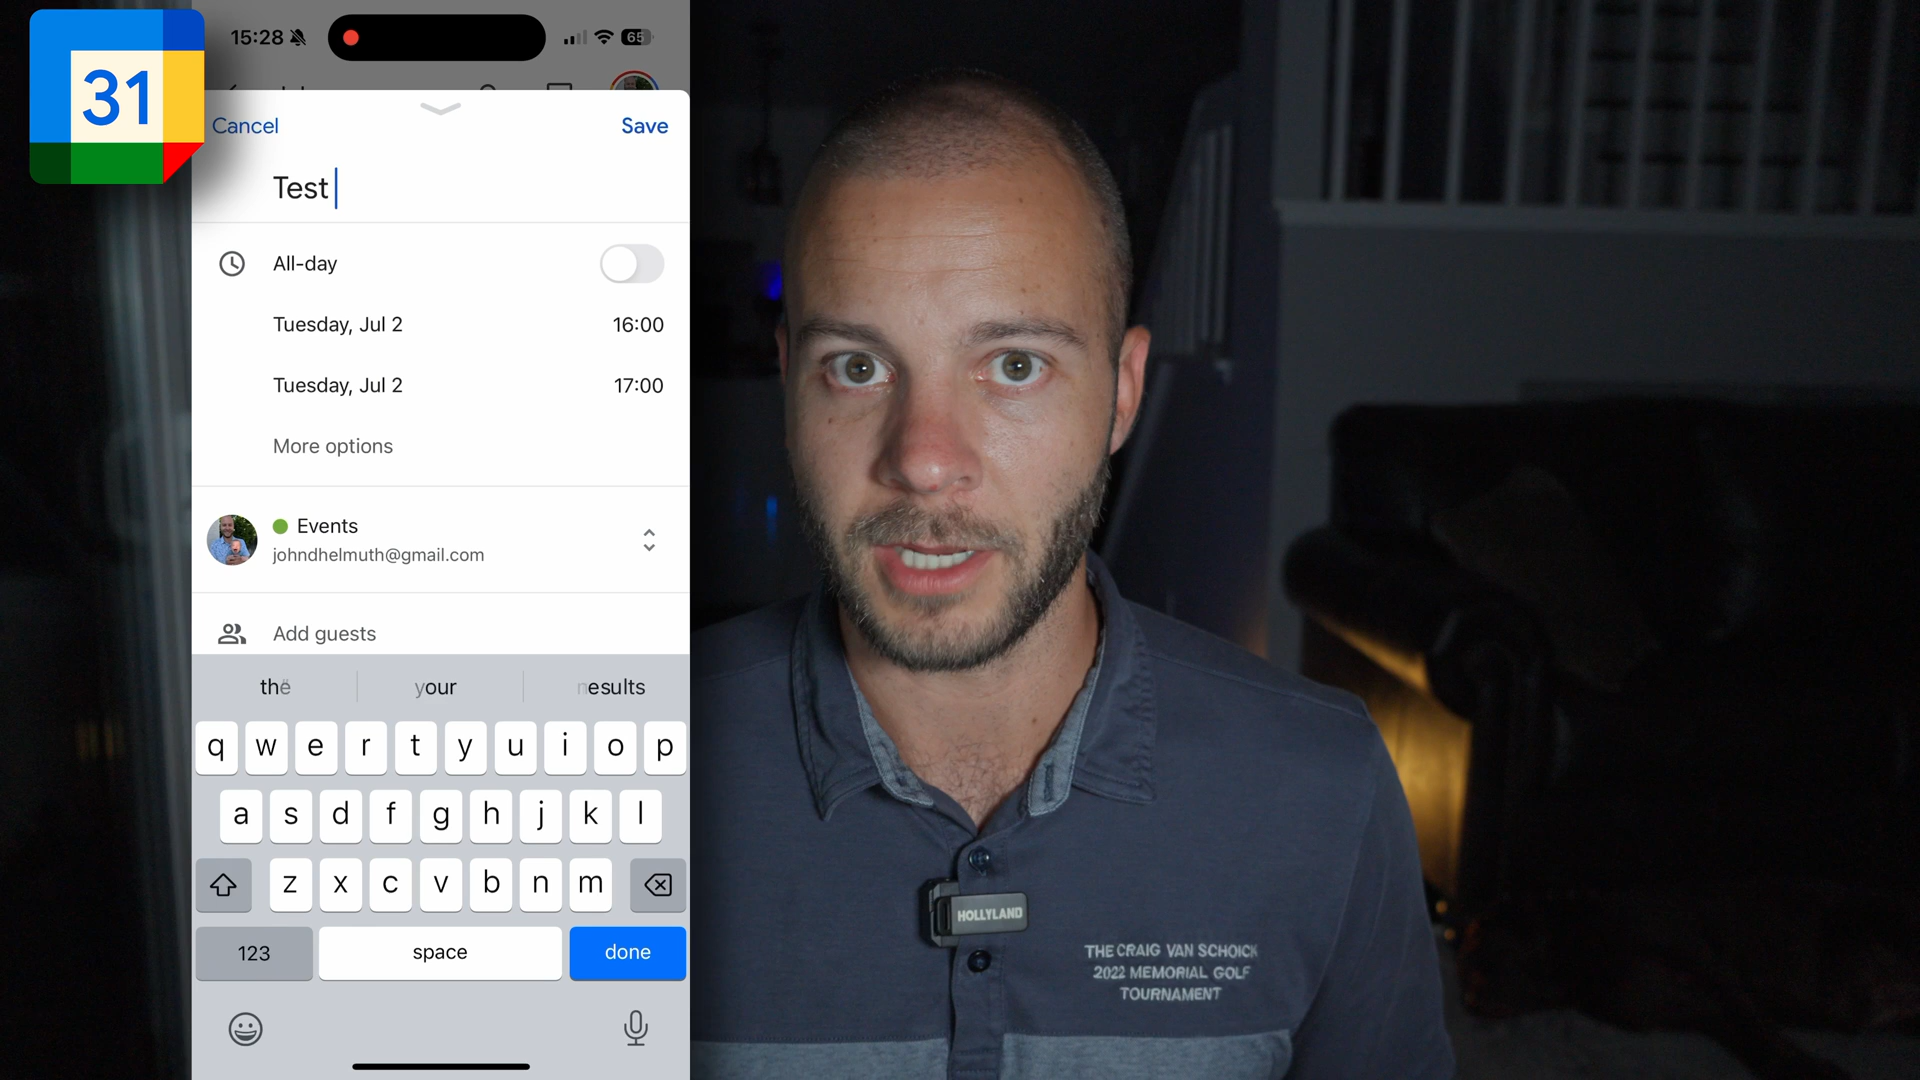 31
15:28
65
Cancel
Save
Test
All-day
Tuesday, Jul 2
16:00
Tuesday, Jul 2
17:00
More options
Events
johndhelmuth@gmail.com
Add guests
the
your
results
q w e r t y u i o p
a s d f g h j k l
z x c v b n m
123
space
done
HOLLYLAND
THE CRAIG VAN SCHOICK
2022 MEMORIAL GOLF
TOURNAMENT